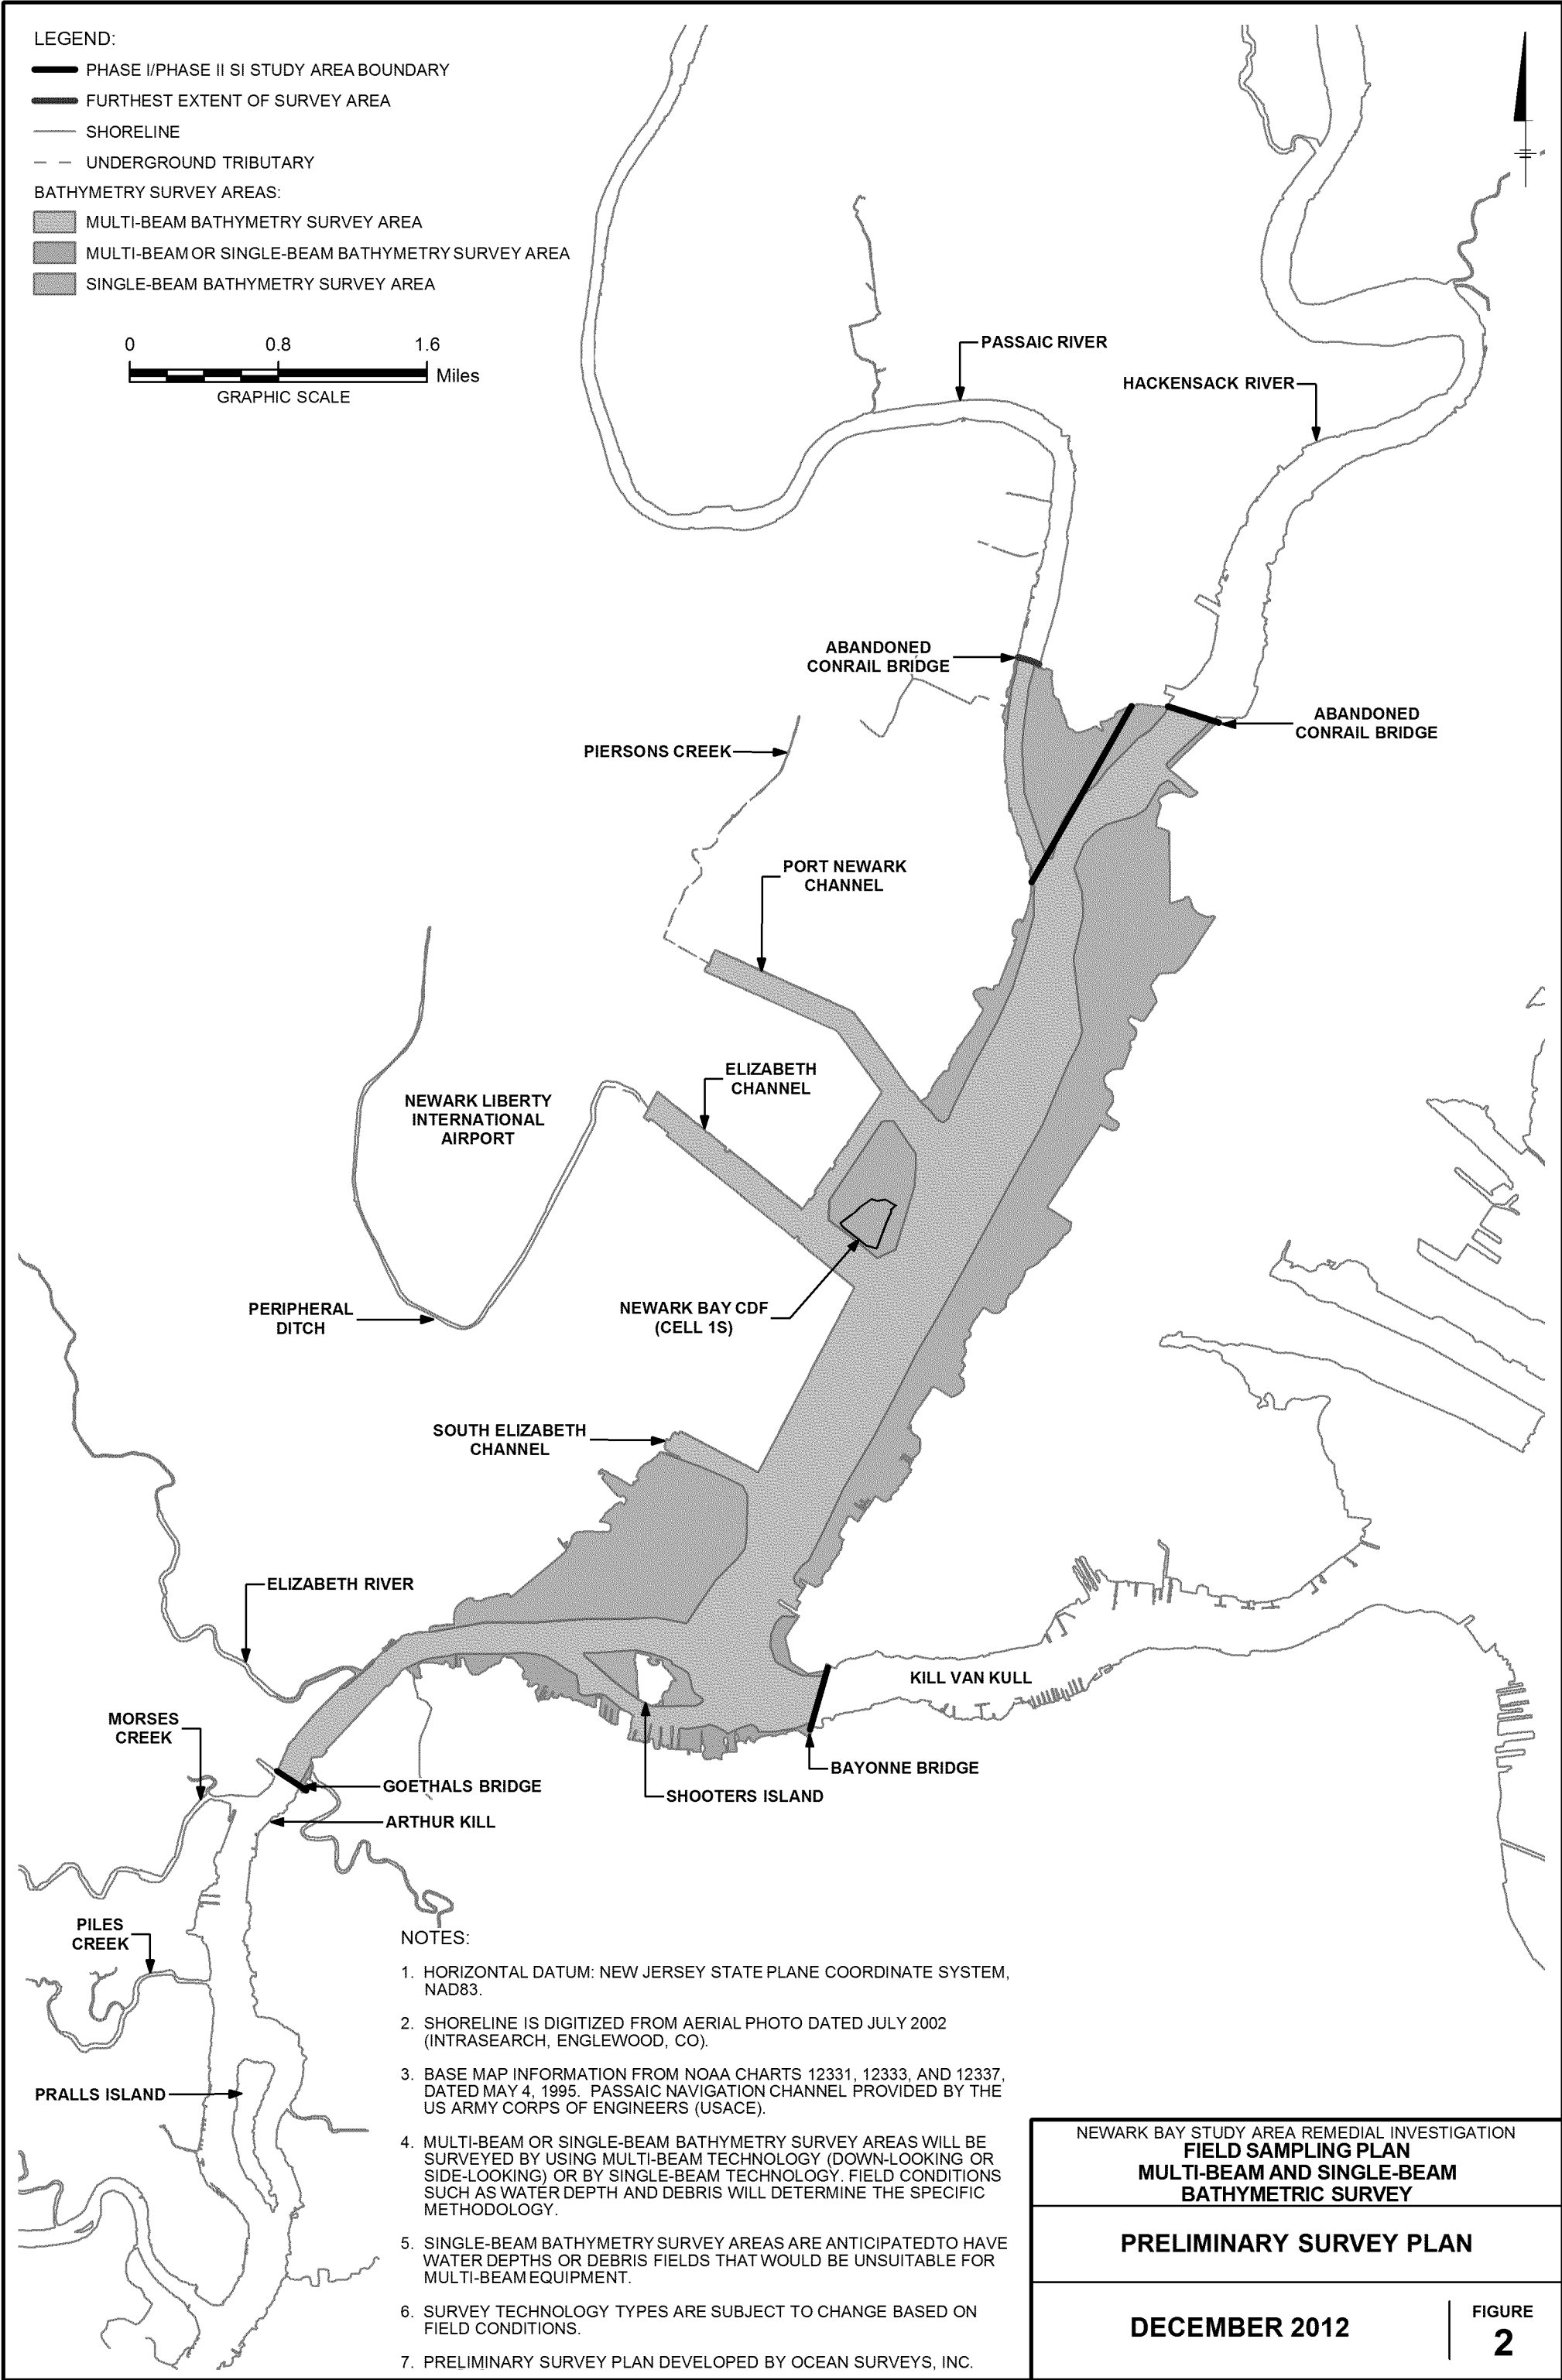 LEGEND:
PHASE I/PHASE II SI STUDY AREA BOUNDARY
FURTHEST EXTENT OF SURVEY AREA
SHORELINE
UNDERGROUND TRIBUTARY
BATHYMETRY SURVEY AREAS:
MULTI-BEAM BATHYMETRY SURVEY AREA
MULTI-BEAM OR SINGLE-BEAM BATHYMETRY SURVEY AREA
SINGLE-BEAM BATHYMETRY SURVEY AREA
0 0.8 1.6
Miles
GRAPHIC SCALE
PASSAIC RIVER
HACKENSACK RIVER
ABANDONED
CONRAIL BRIDGE
ABANDONED
CONRAIL BRIDGE
PIERSONS CREEK
PORT NEWARK
CHANNEL
ELIZABETH
CHANNEL
NEWARK LIBERTY
INTERNATIONAL
AIRPORT
PERIPHERAL
DITCH
NEWARK BAY CDF
(CELL 1S)
SOUTH ELIZABETH
CHANNEL
ELIZABETH RIVER
KILL VAN KULL
MORSES
CREEK
BAYONNE BRIDGE
GOETHALS BRIDGE
SHOOTERS ISLAND
ARTHUR KILL
PILES
CREEK
PRALLS ISLAND
NOTES:
1. HORIZONTAL DATUM: NEW JERSEY STATE PLANE COORDINATE SYSTEM,
NAD83.
2. SHORELINE IS DIGITIZED FROM AERIAL PHOTO DATED JULY 2002
(INTRASEARCH, ENGLEWOOD, CO).
3. BASE MAP INFORMATION FROM NOAA CHARTS 12331, 12333, AND 12337,
DATED MAY 4, 1995. PASSAIC NAVIGATION CHANNEL PROVIDED BY THE
US ARMY CORPS OF ENGINEERS (USACE).
4. MULTI-BEAM OR SINGLE-BEAM BATHYMETRY SURVEY AREAS WILL BE
SURVEYED BY USING MULTI-BEAM TECHNOLOGY (DOWN-LOOKING OR
SIDE-LOOKING) OR BY SINGLE-BEAM TECHNOLOGY. FIELD CONDITIONS
SUCH AS WATER DEPTH AND DEBRIS WILL DETERMINE THE SPECIFIC
METHODOLOGY.
5. SINGLE-BEAM BATHYMETRY SURVEY AREAS ARE ANTICIPATED TO HAVE
WATER DEPTHS OR DEBRIS FIELDS THAT WOULD BE UNSUITABLE FOR
MULTI-BEAM EQUIPMENT.
6. SURVEY TECHNOLOGY TYPES ARE SUBJECT TO CHANGE BASED ON
FIELD CONDITIONS.
7. PRELIMINARY SURVEY PLAN DEVELOPED BY OCEAN SURVEYS, INC.
NEWARK BAY STUDY AREA REMEDIAL INVESTIGATION
FIELD SAMPLING PLAN
MULTI-BEAM AND SINGLE-BEAM
BATHYMETRIC SURVEY
PRELIMINARY SURVEY PLAN
DECEMBER 2012
FIGURE
2